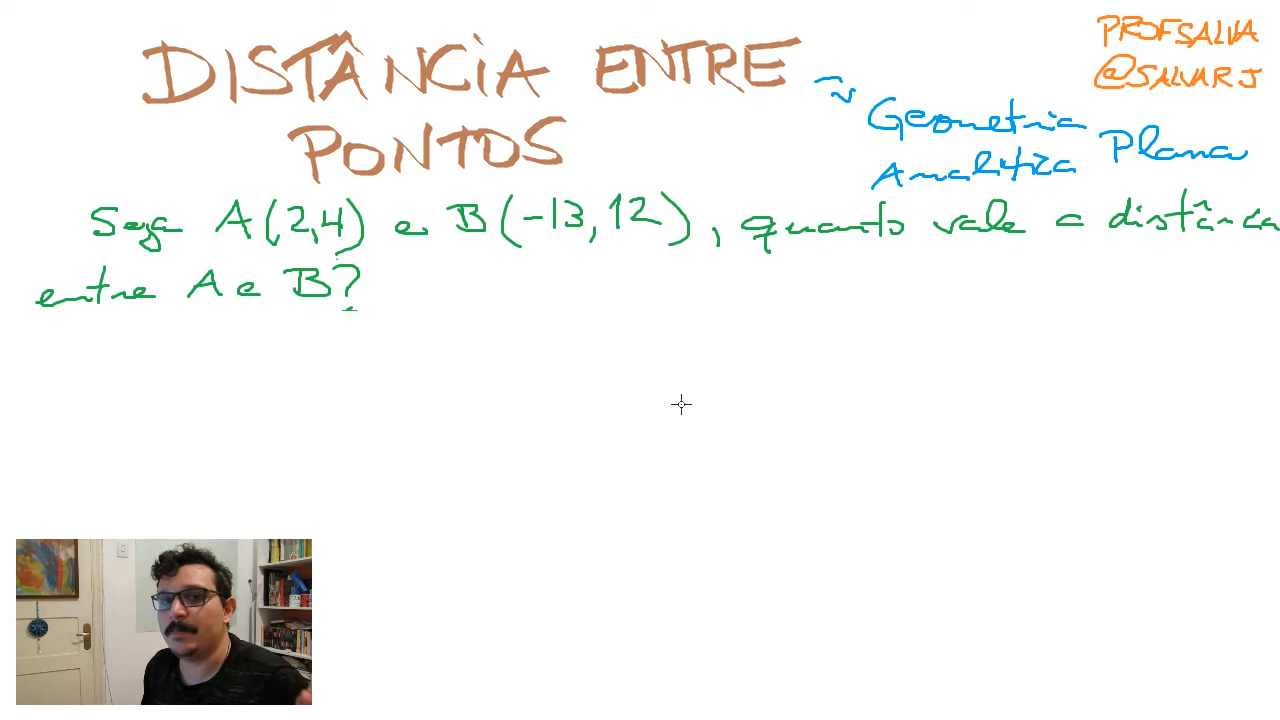 DISTÂNCIA ENTRE
PONTOS
PROFSALVA
@SALVARJ
Geometria
Analítica Plana
Seja A(2,4) e B(-13,12), quanto vale a distância
entre A e B?